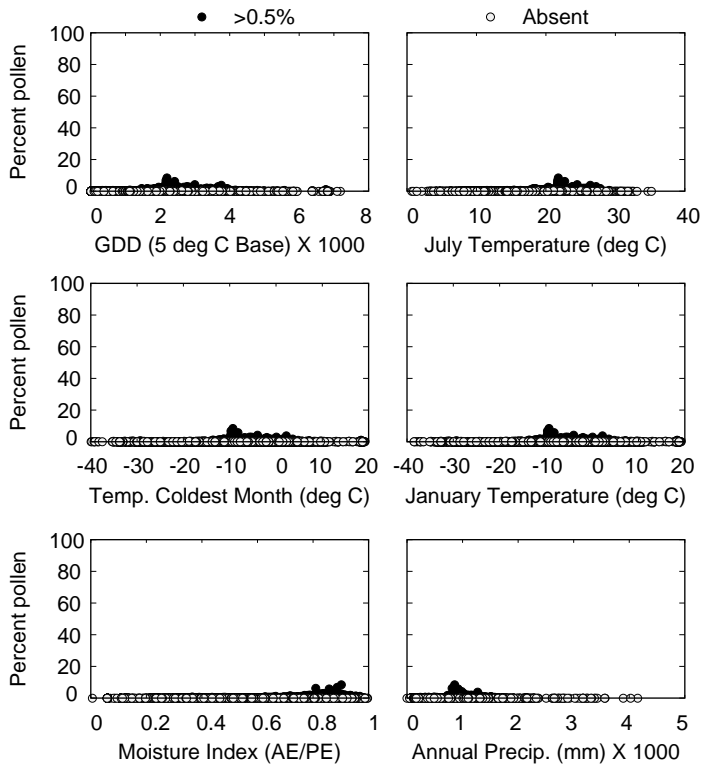 >0.5% Absent
100
80
60
40
20
0
Percent pollen
0 2 4 6 8
GDD (5 deg C Base) X 1000
0 10 20 30 40
July Temperature (deg C)
100
80
60
40
20
0
Percent pollen
-40 -30 -20 -10 0 10 20
Temp. Coldest Month (deg C)
-40 -30 -20 -10 0 10 20
January Temperature (deg C)
100
80
60
40
20
0
Percent pollen
0 0.2 0.4 0.6 0.8 1
Moisture Index (AE/PE)
0 1 2 3 4 5
Annual Precip. (mm) X 1000